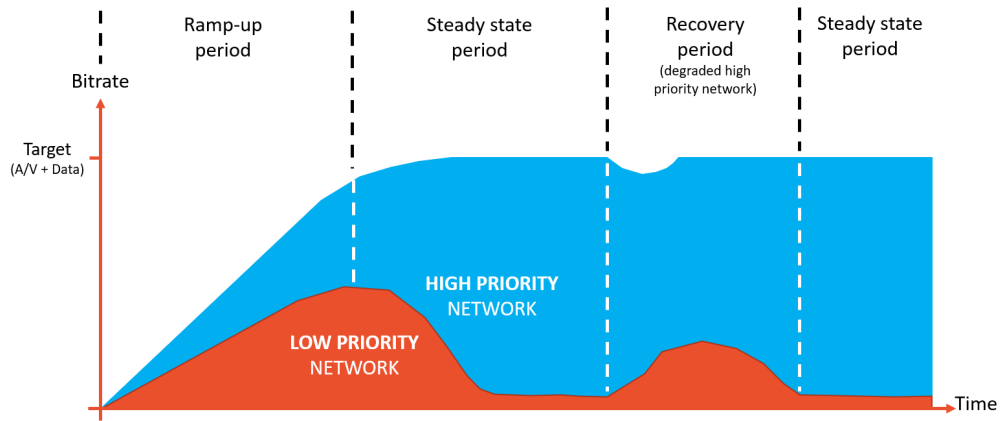 Ramp-up
period
Steady state
period
Recovery
period
(degraded high
priority network)
Steady state
period
Bitrate
Target
(A/V + Data)
HIGH PRIORITY
NETWORK
LOW PRIORITY
NETWORK
Time